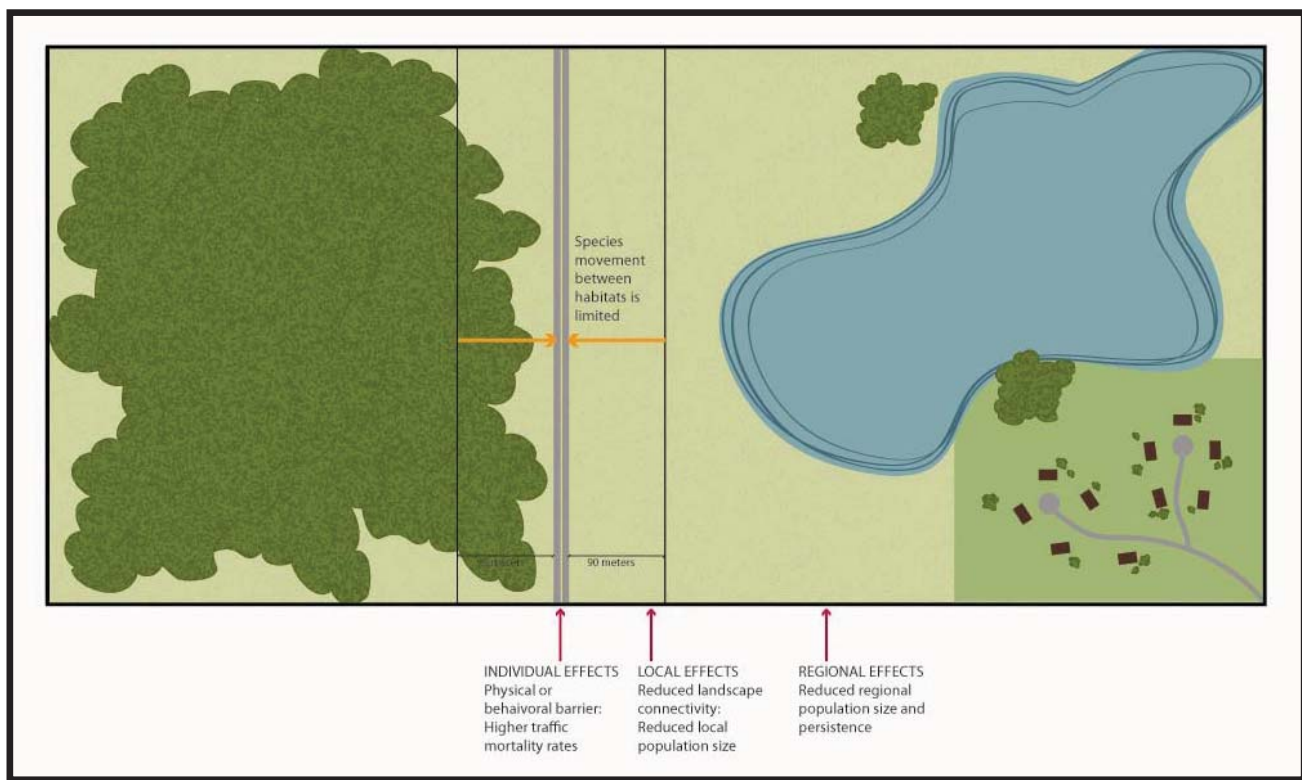 Species
movement
between
habitats is
limited
90 meters
INDIVIDUAL EFFECTS
Physical or
behaivoral barrier:
Higher traffic
mortality rates
LOCAL EFFECTS
Reduced landscape
connectivity:
Reduced local
population size
REGIONAL EFFECTS
Reduced regional
population size and
persistence